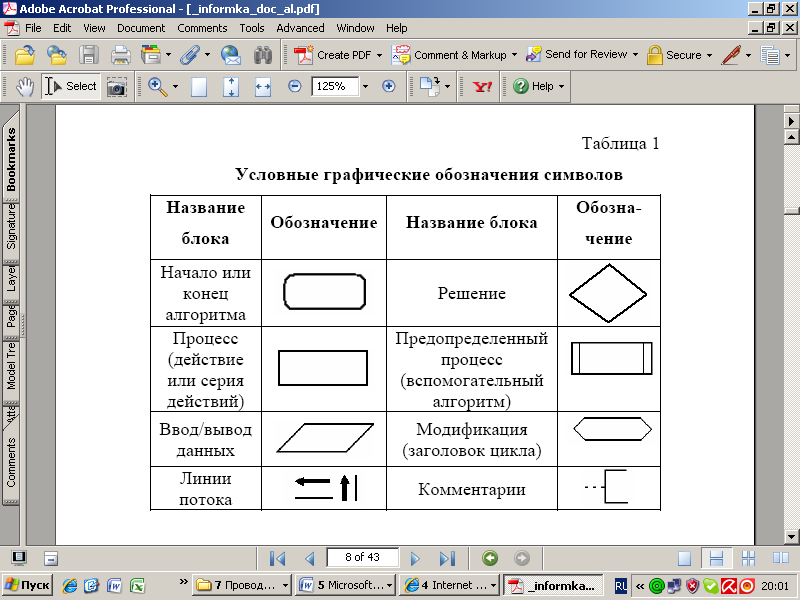 Adobe Acrobat Professional - [_informka_doc_al.pdf]
File Edit View Document Comments Tools Advanced Window Help
Create PDF Comment & Markup Send for Review Secure
Select 125% Y! Help
Bookmarks
Signature
Layer
Page
Model Tre
Atta
Comments
Таблица 1
Условные графические обозначения символов
Название
блока
Обозначение
Название блока
Обозна-
чение
Начало или
конец
алгоритма
Решение
Процесс
(действие
или серия
действий)
Предопределенный
процесс
(вспомогательный
алгоритм)
Ввод/вывод
данных
Модификация
(заголовок цикла)
Линии
потока
Комментарии
8 of 43
Пуск » 7 Провод... 5 Microsoft... 4 Internet ... _informka... RU « 20:01